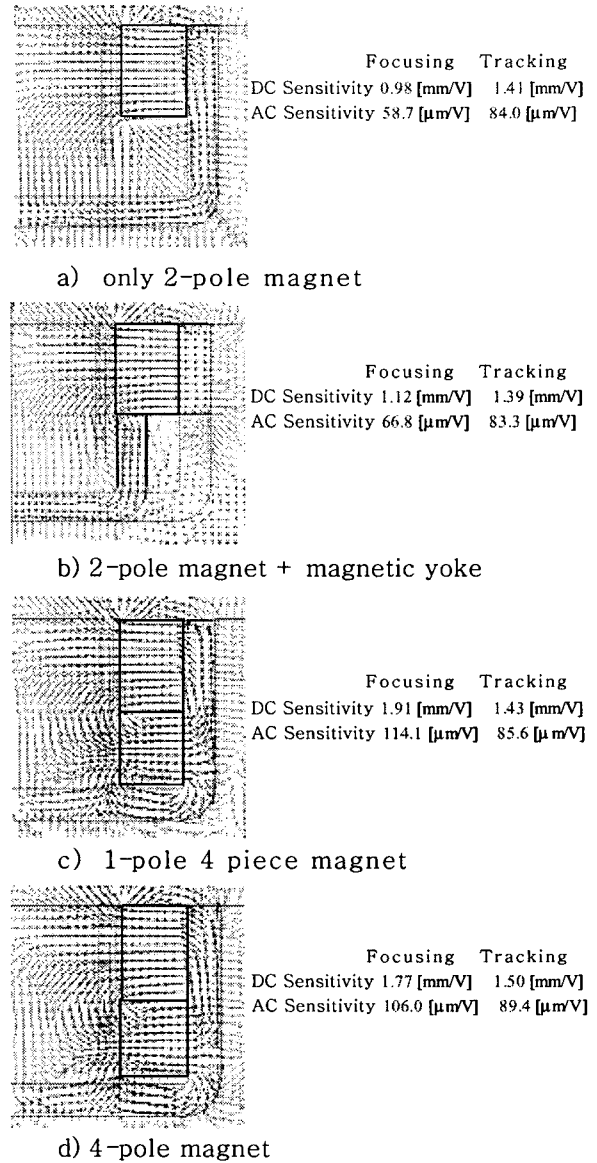 Focusing Tracking
DC Sensitivity 0.98 [mm/V] 1.41 [mm/V]
AC Sensitivity 58.7 [μm/V] 84.0 [μm/V]
a) only 2-pole magnet
Focusing Tracking
DC Sensitivity 1.12 [mm/V] 1.39 [mm/V]
AC Sensitivity 66.8 [μm/V] 83.3 [μm/V]
b) 2-pole magnet + magnetic yoke
Focusing Tracking
DC Sensitivity 1.91 [mm/V] 1.43 [mm/V]
AC Sensitivity 114.1 [μm/V] 85.6 [μm/V]
c) 1-pole 4 piece magnet
Focusing Tracking
DC Sensitivity 1.77 [mm/V] 1.50 [mm/V]
AC Sensitivity 106.0 [μm/V] 89.4 [μm/V]
d) 4-pole magnet